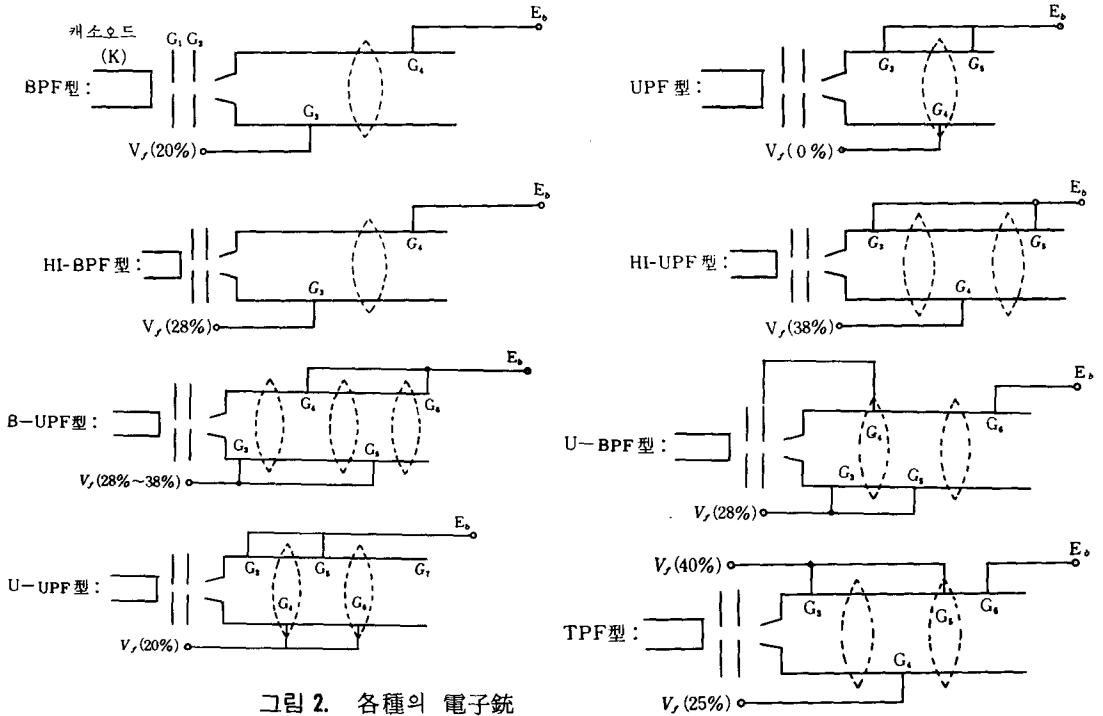 캐소오드
(K)
G₁ G₂
E_b
G₄
BPF型:
G₃
V_f(20%)
E_b
G₃ G₅
UPF型:
G₄
V_f(0%)
E_b
G₄
HI-BPF型:
G₃
V_f(28%)
E_b
G₃ G₅
HI-UPF型:
G₄
V_f(38%)
E_b
G₄ G₆
B-UPF型:
G₃ G₅
V_f(28%~38%)
E_b
G₄ G₆
U-BPF型:
G₃ G₅
V_f(28%)
E_b
G₃ G₅ G₇
U-UPF型:
G₄ G₆
V_f(20%)
V_f(40%) E_b
G₃ G₅ G₆
TPF型:
G₄
V_f(25%)
그림 2. 各種의 電子銃